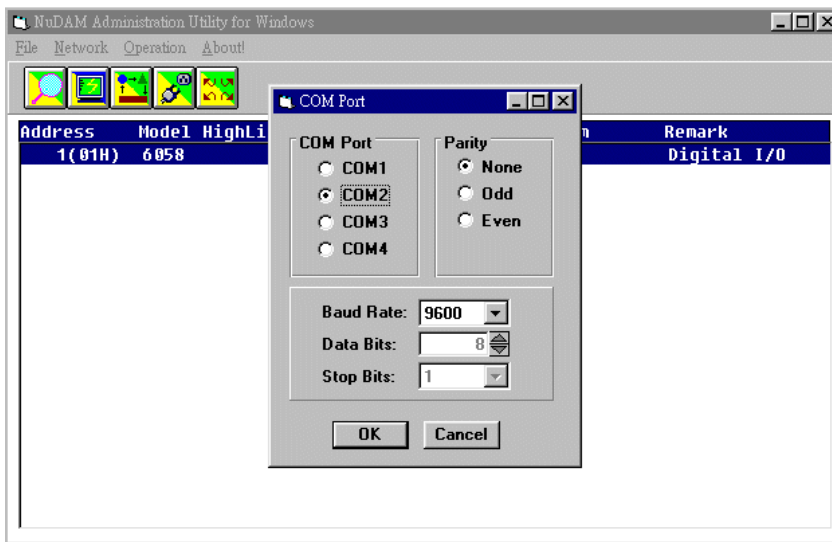 NuDAM Administration Utility for Windows
File Network Operation About!
COM Port
Address Model HighLi n Remark
1(01H) 6058 Digital I/O
COM Port
COM1
COM2
COM3
COM4
Parity
None
Odd
Even
Baud Rate: 9600
Data Bits: 8
Stop Bits: 1
OK Cancel